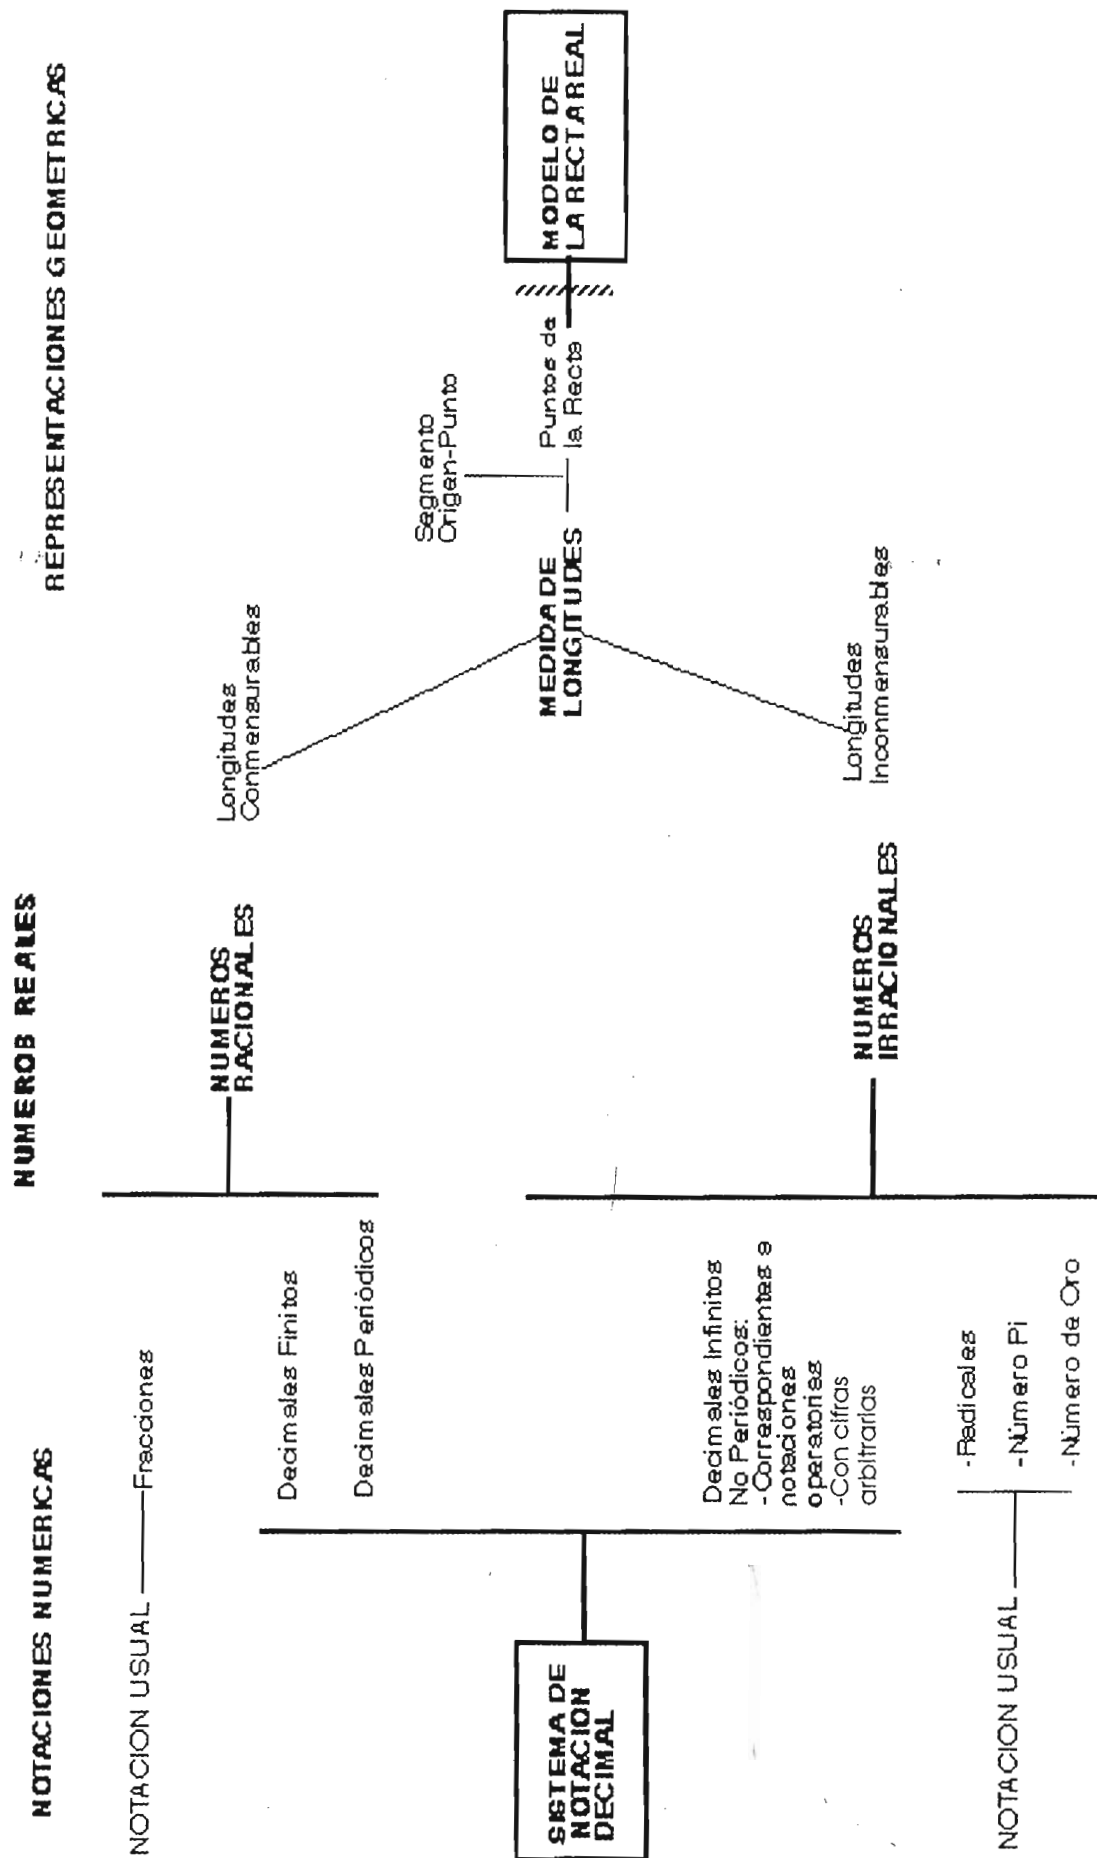 NOTACIONES NUMERICAS
NUMEROB REALES
REPRESENTACIONES GEOMETRICAS
NOTACION USUAL
Fracciones
NUMEROS
RACIONALES
Longitudes
Conmensurables
Decimales Finitos
Decimales Periódicos
Segmento
Origen-Punto
SISTEMA DE
NOTACION
DECIMAL
MEDIDA DE
LONGITUDES
Puntos de
la Recta
MODELO DE
LA RECTA REAL
Decimales Infinitos
No Periódicos:
-Correspondientes a
notaciones
operatorias
-Con cifras
arbitrarias
NUMEROS
IRRACIONALES
Longitudes
Inconmensurables
NOTACION USUAL
-Radicales
-Número Pi
-Número de Oro